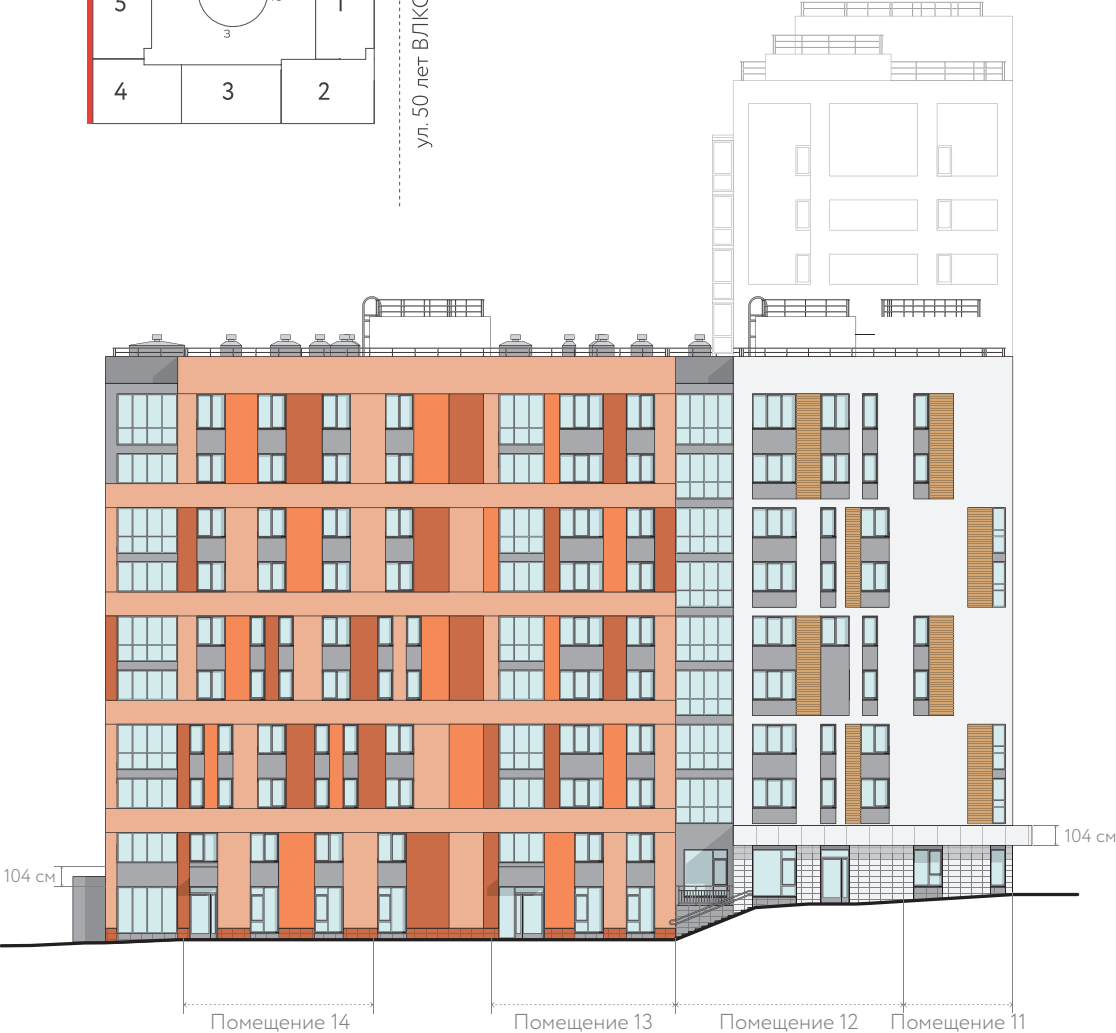 5
1
3
4
3
2
ул. 50 лет ВЛКС
104 см
104 см
Помещение 14
Помещение 13
Помещение 12
Помещение 11